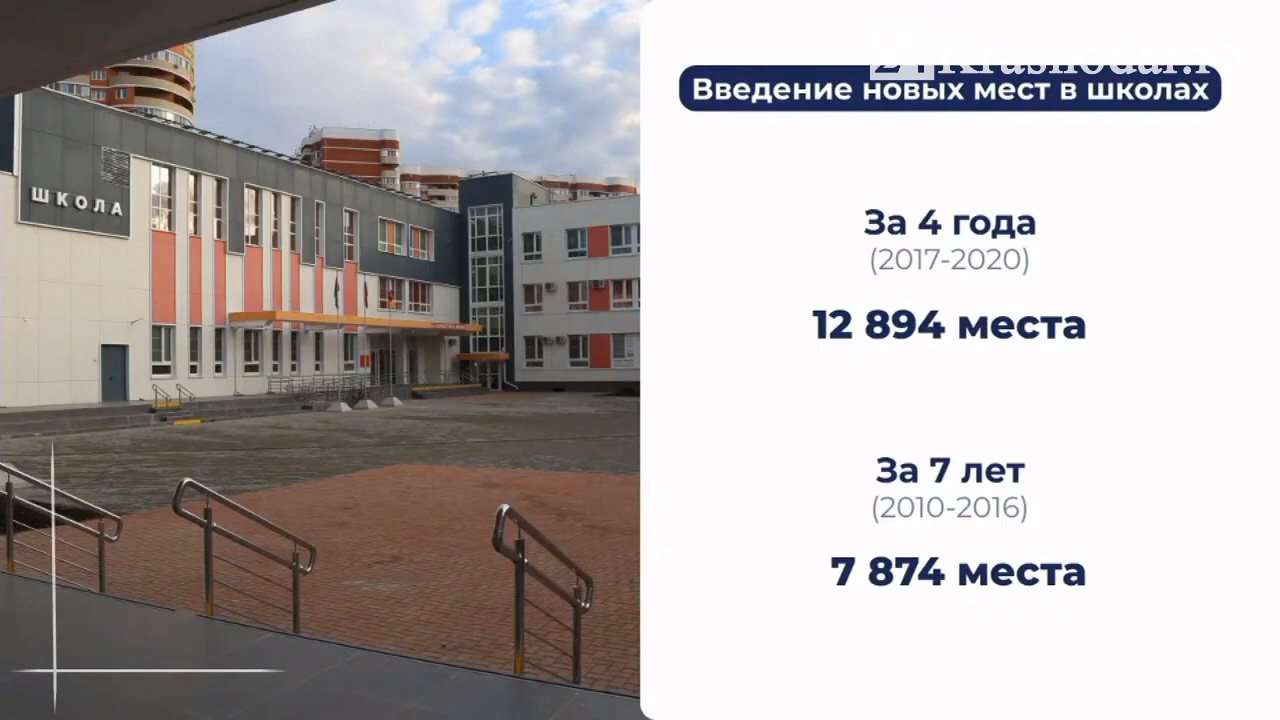 ШКОЛА
Введение новых мест в школах
За 4 года
(2017-2020)
12 894 места
За 7 лет
(2010-2016)
7 874 места